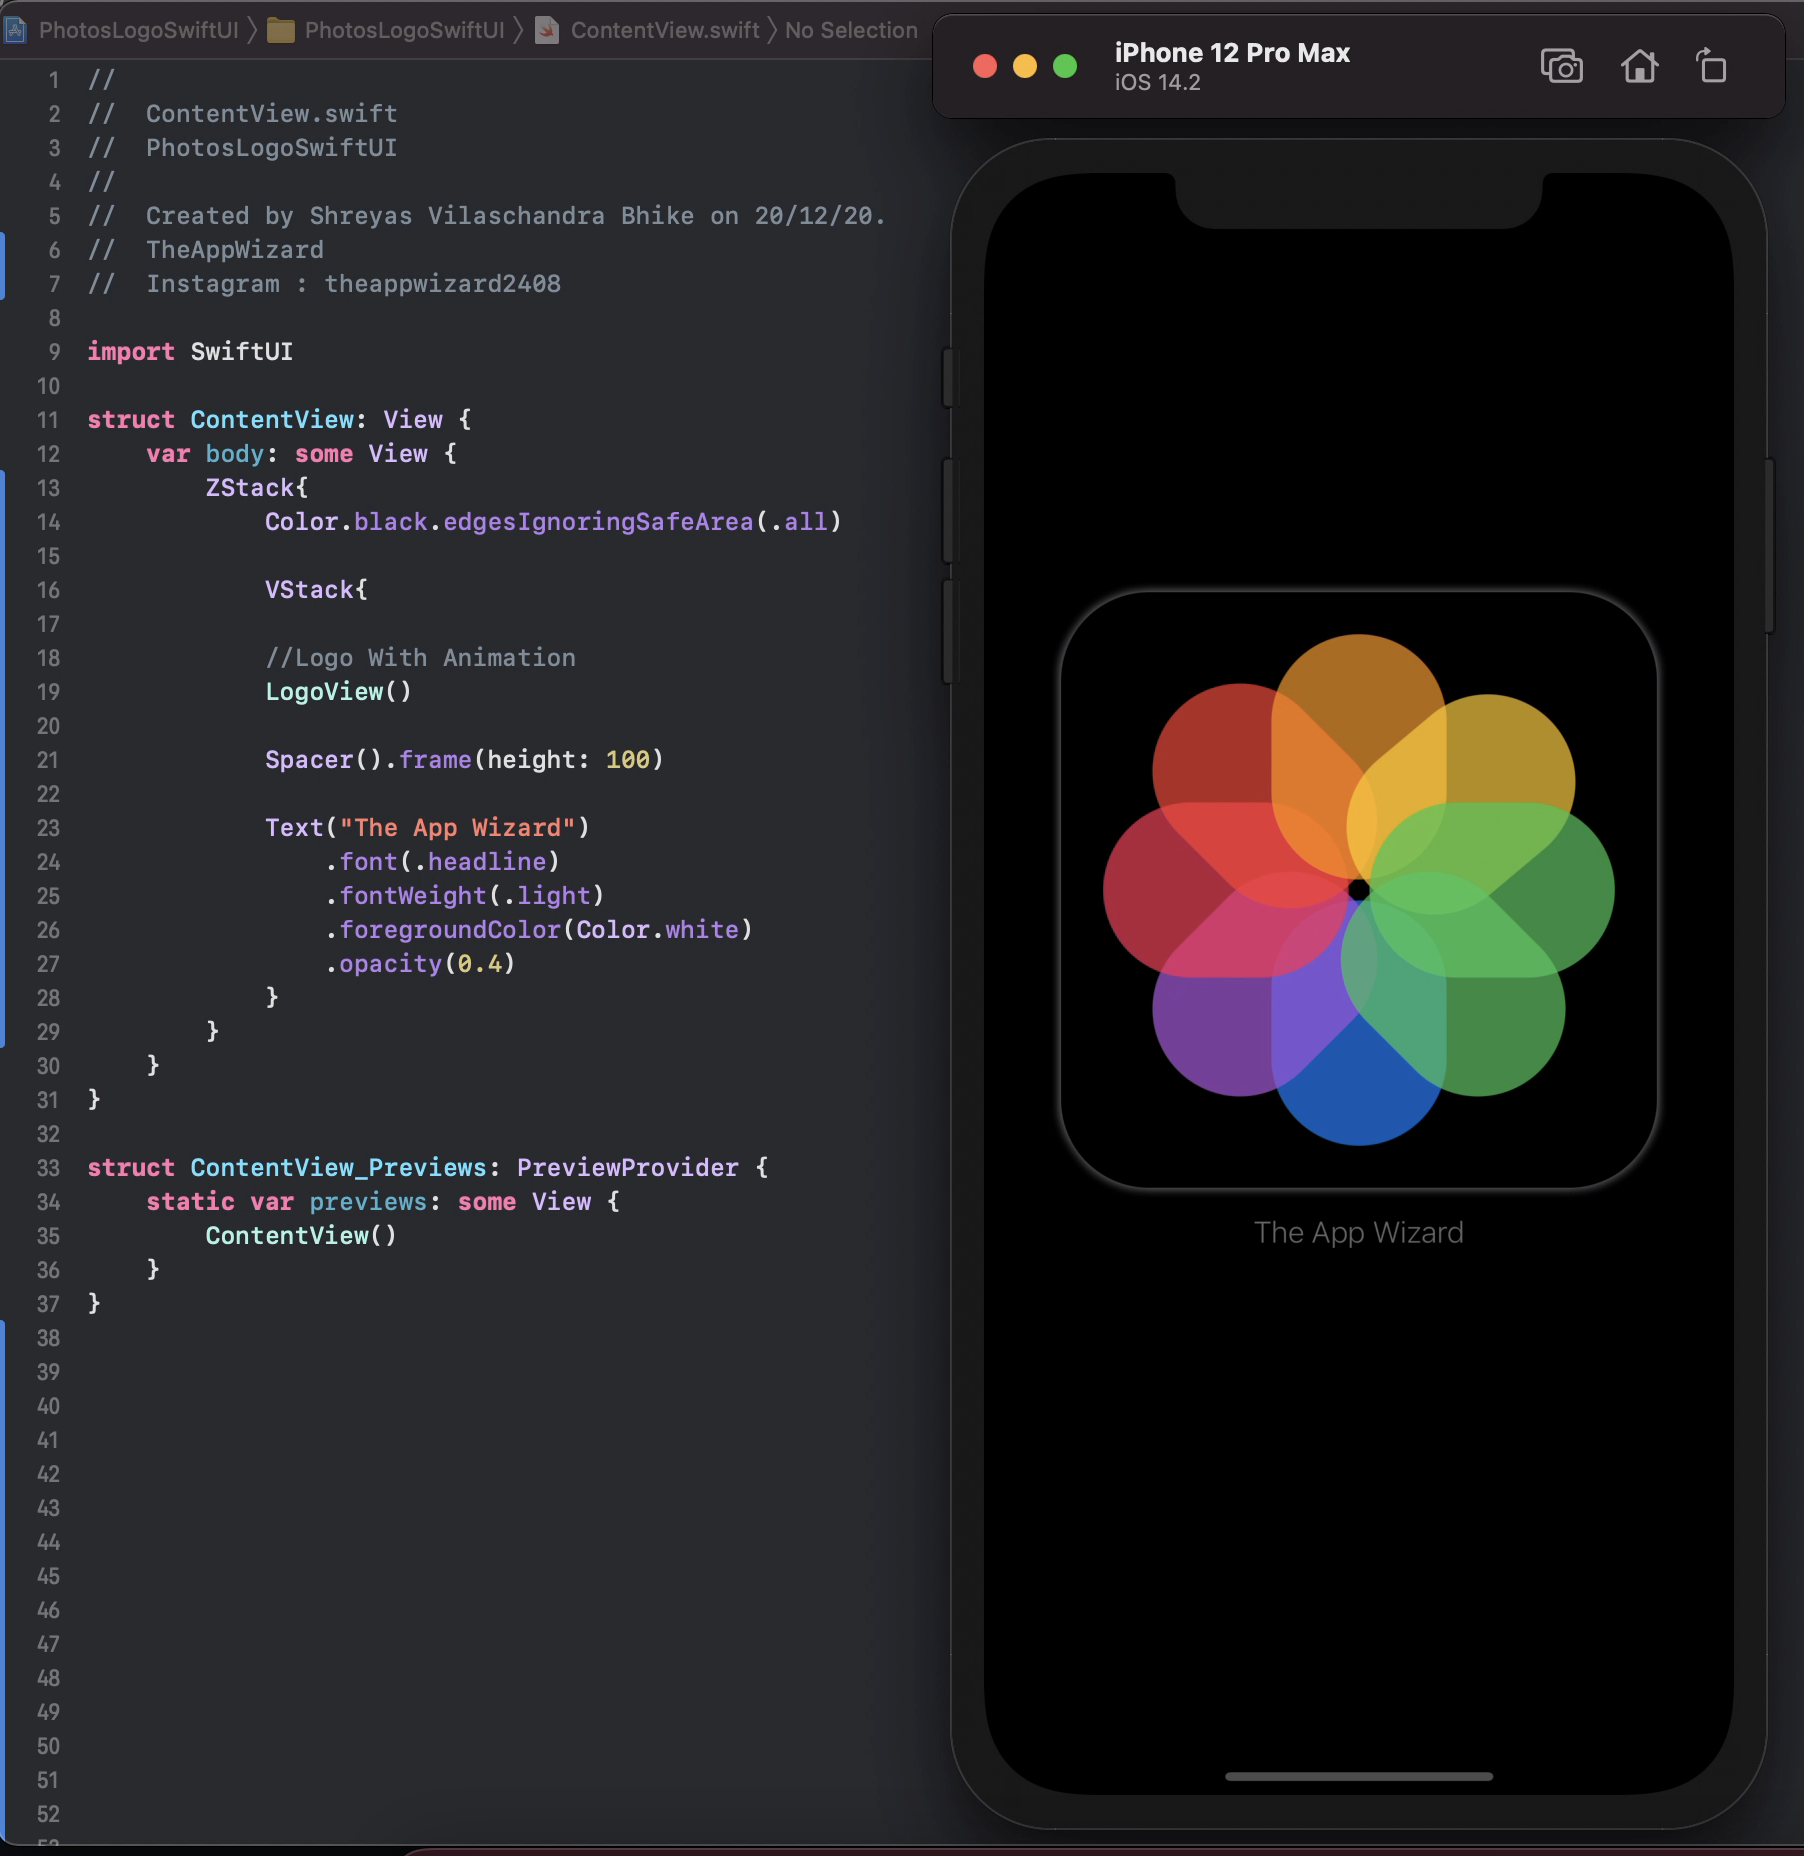 PhotosLogoSwiftUI 〉 PhotosLogoSwiftUI 〉 ContentView.swift 〉 No Selection
iPhone 12 Pro Max
iOS 14.2
1 //
2 //  ContentView.swift
3 //  PhotosLogoSwiftUI
4 //
5 //  Created by Shreyas Vilaschandra Bhike on 20/12/20.
6 //  TheAppWizard
7 //  Instagram : theappwizard2408
8
9 import SwiftUI
10
11 struct ContentView: View {
12     var body: some View {
13         ZStack{
14             Color.black.edgesIgnoringSafeArea(.all)
15
16             VStack{
17
18             //Logo With Animation
19             LogoView()
20
21             Spacer().frame(height: 100)
22
23             Text("The App Wizard")
24                 .font(.headline)
25                 .fontWeight(.light)
26                 .foregroundColor(Color.white)
27                 .opacity(0.4)
28             }
29         }
30     }
31 }
32
33 struct ContentView_Previews: PreviewProvider {
34     static var previews: some View {
35         ContentView()
36     }
37 }
38
39
40
41
42
43
44
45
46
47
48
49
50
51
52
The App Wizard